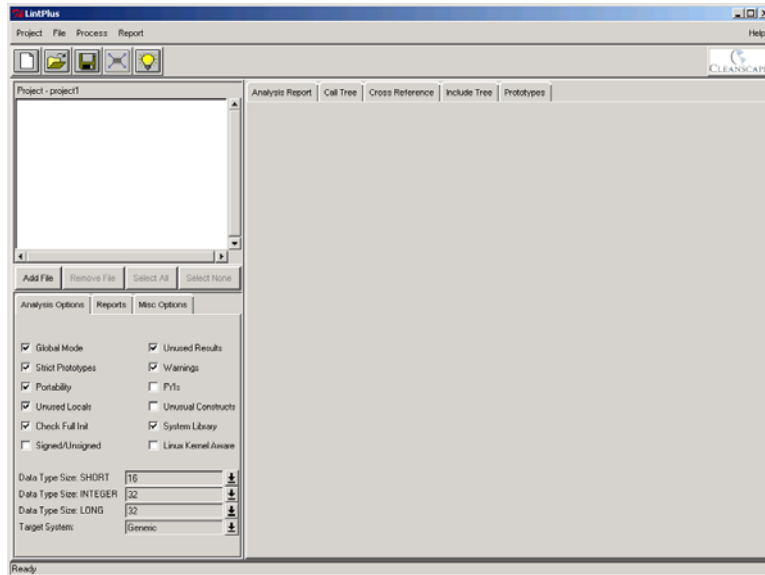 LintPlus
Project File Process Report Help
CLEANSCAPE
Project - project1
Analysis Report Call Tree Cross Reference Include Tree Prototypes
Add File Remove File Select All Select None
Analysis Options Reports Misc Options
Global Mode Unused Results
Strict Prototypes Warnings
Portability FYIs
Unused Locals Unusual Constructs
Check Full Init System Library
Signed/Unsigned Linux Kernel Aware
Data Type Size: SHORT 16
Data Type Size: INTEGER 32
Data Type Size: LONG 32
Target System: Generic
Ready